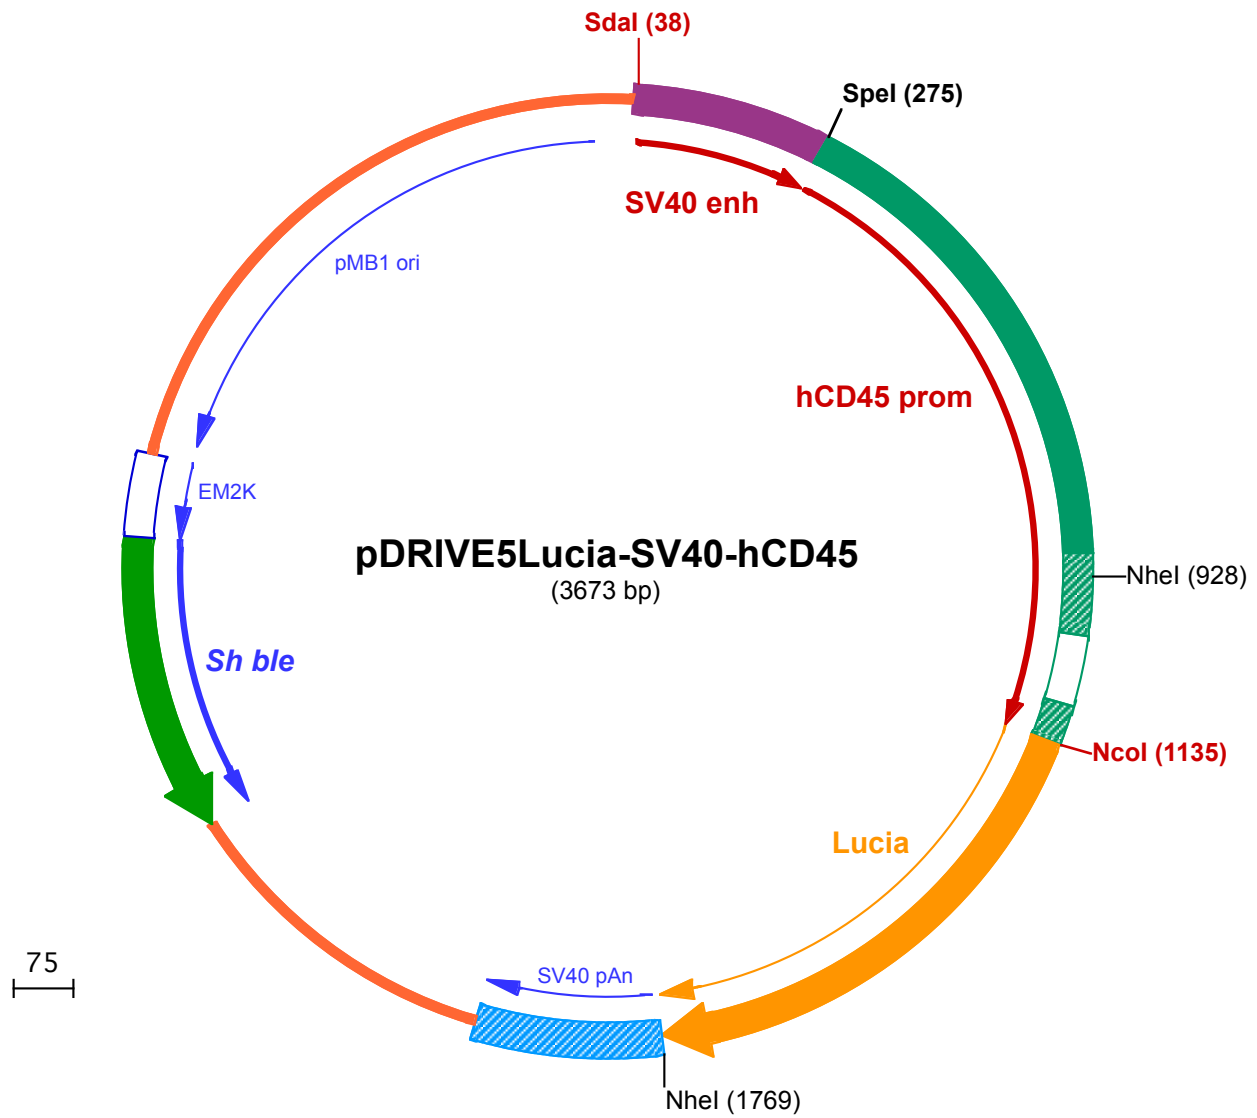 SdaI (38)
SpeI (275)
SV40 enh
pMB1 ori
hCD45 prom
EM2K
pDRIVE5Lucia-SV40-hCD45
(3673 bp)
NheI (928)
Sh ble
NcoI (1135)
Lucia
75
SV40 pAn
NheI (1769)